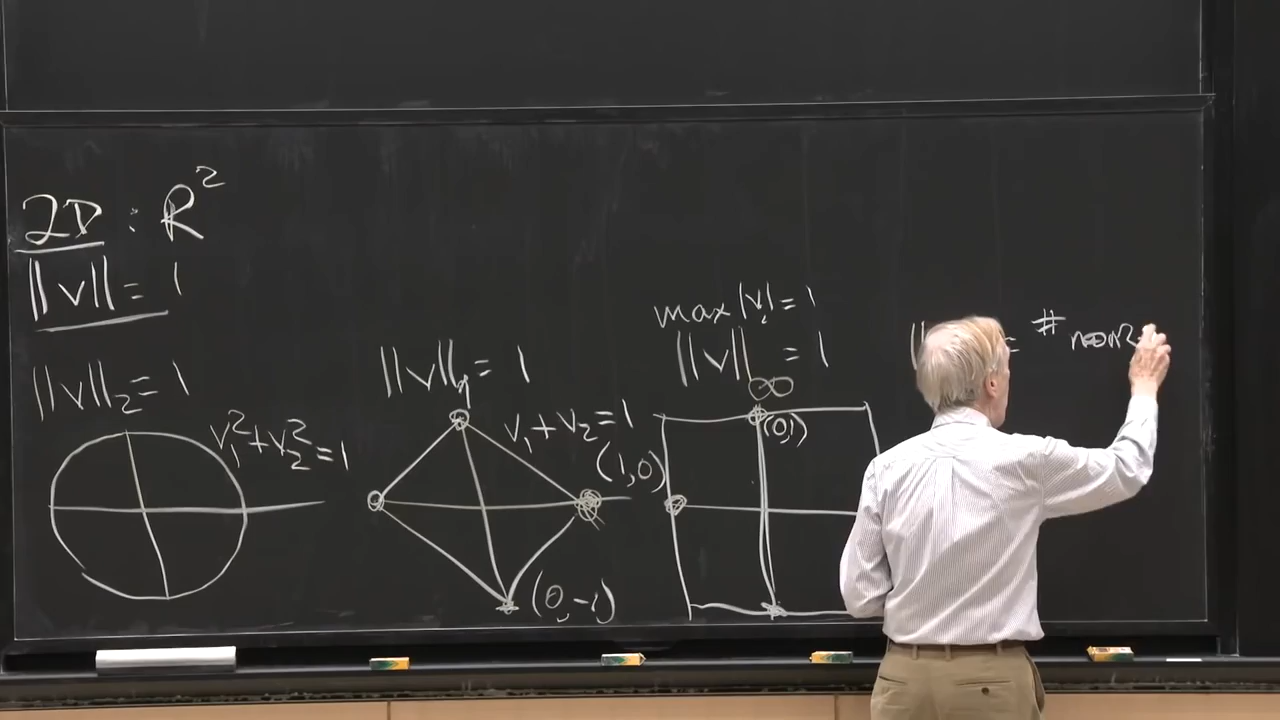 2D : R²
||v|| = 1
||v||₂ = 1
v₁² + v₂² = 1
||v||₁ = 1
v₁ + v₂ = 1
(1,0)
(0,-1)
max |vᵢ| = 1
||v||∞ = 1
(0,1)
|| = # nonz